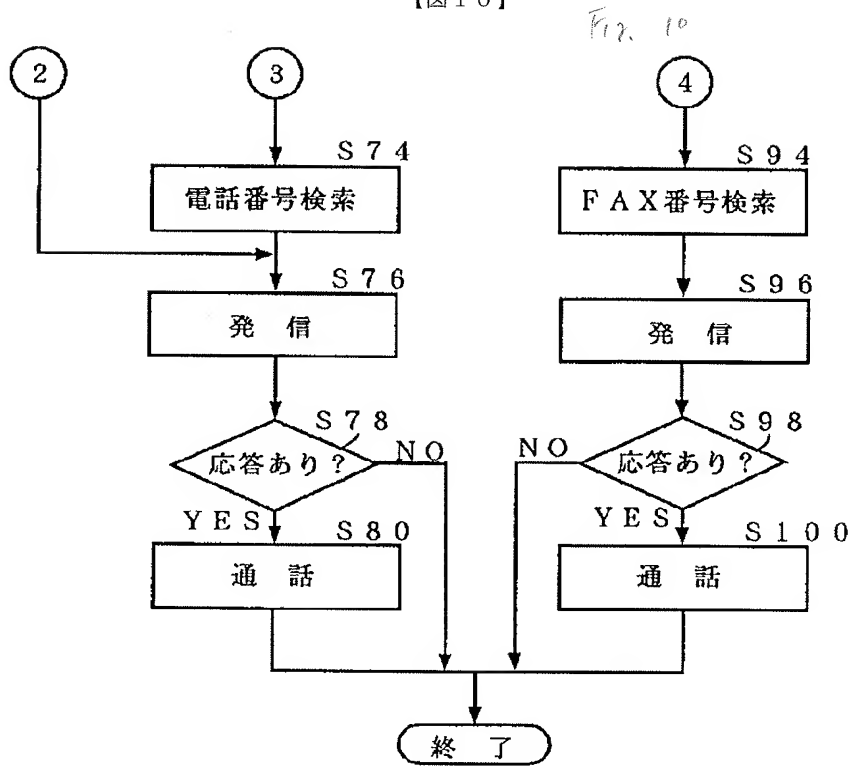 【図10】
Fig. 10
2
3
4
S74
電話番号検索
S94
FAX番号検索
S76
発 信
S96
発 信
S78
応答あり?
NO
YES
S98
応答あり?
NO
YES
S80
通 話
S100
通 話
終 了